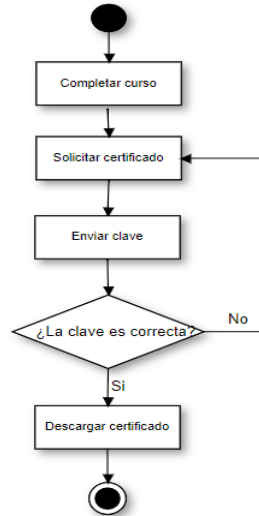 Completar curso
Solicitar certificado
Enviar clave
¿La clave es correcta?
No
Si
Descargar certificado